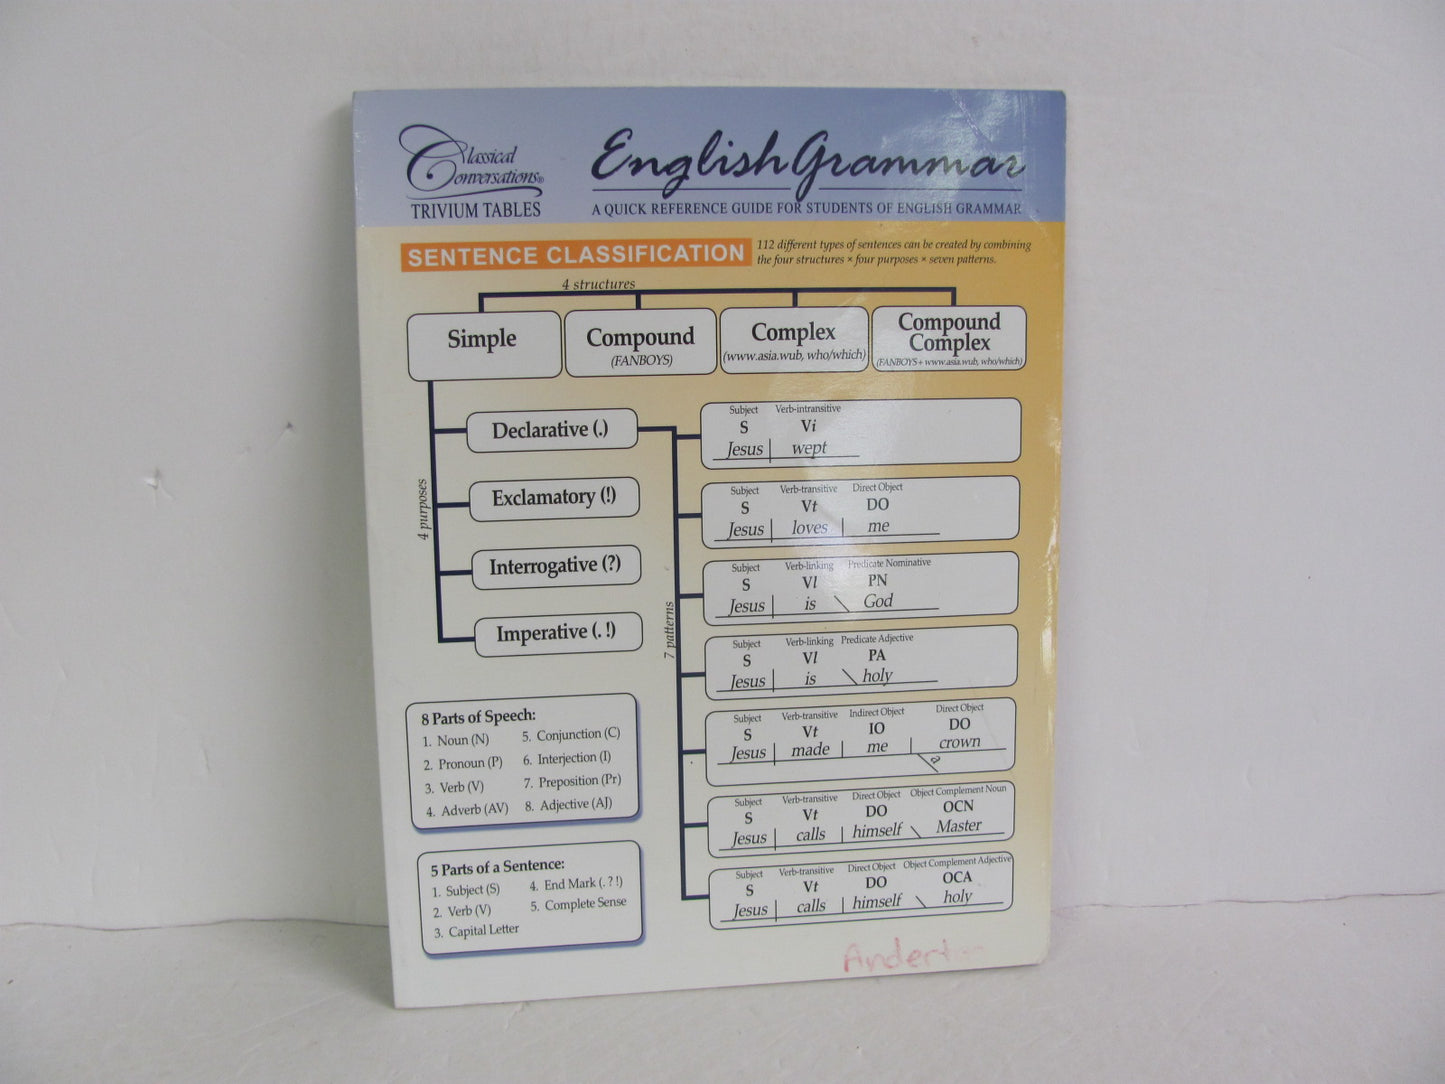 Classical
Conversations®
TRIVIUM TABLES
English Grammar
A QUICK REFERENCE GUIDE FOR STUDENTS OF ENGLISH GRAMMAR
SENTENCE CLASSIFICATION
112 different types of sentences can be created by combining
the four structures × four purposes × seven patterns.
4 structures
Simple
Compound
(FANBOYS)
Complex
(www.asia.wub, who/which)
Compound
Complex
(FANBOYS + www.asia.wub, who/which)
4 purposes
Declarative (.)
Exclamatory (!)
Interrogative (?)
Imperative (. !)
7 patterns
Subject Verb-intransitive
S Vi
Jesus wept
Subject Verb-transitive Direct Object
S Vt DO
Jesus loves me
Subject Verb-linking Predicate Nominative
S Vl PN
Jesus is God
Subject Verb-linking Predicate Adjective
S Vl PA
Jesus is holy
Subject Verb-transitive Indirect Object Direct Object
S Vt IO DO
Jesus made me crown
a
Subject Verb-transitive Direct Object Object Complement Noun
S Vt DO OCN
Jesus calls himself Master
Subject Verb-transitive Direct Object Object Complement Adjective
S Vt DO OCA
Jesus calls himself holy
8 Parts of Speech:
1. Noun (N)
2. Pronoun (P)
3. Verb (V)
4. Adverb (AV)
5. Conjunction (C)
6. Interjection (I)
7. Preposition (Pr)
8. Adjective (AJ)
5 Parts of a Sentence:
1. Subject (S)
2. Verb (V)
3. Capital Letter
4. End Mark (. ? !)
5. Complete Sense